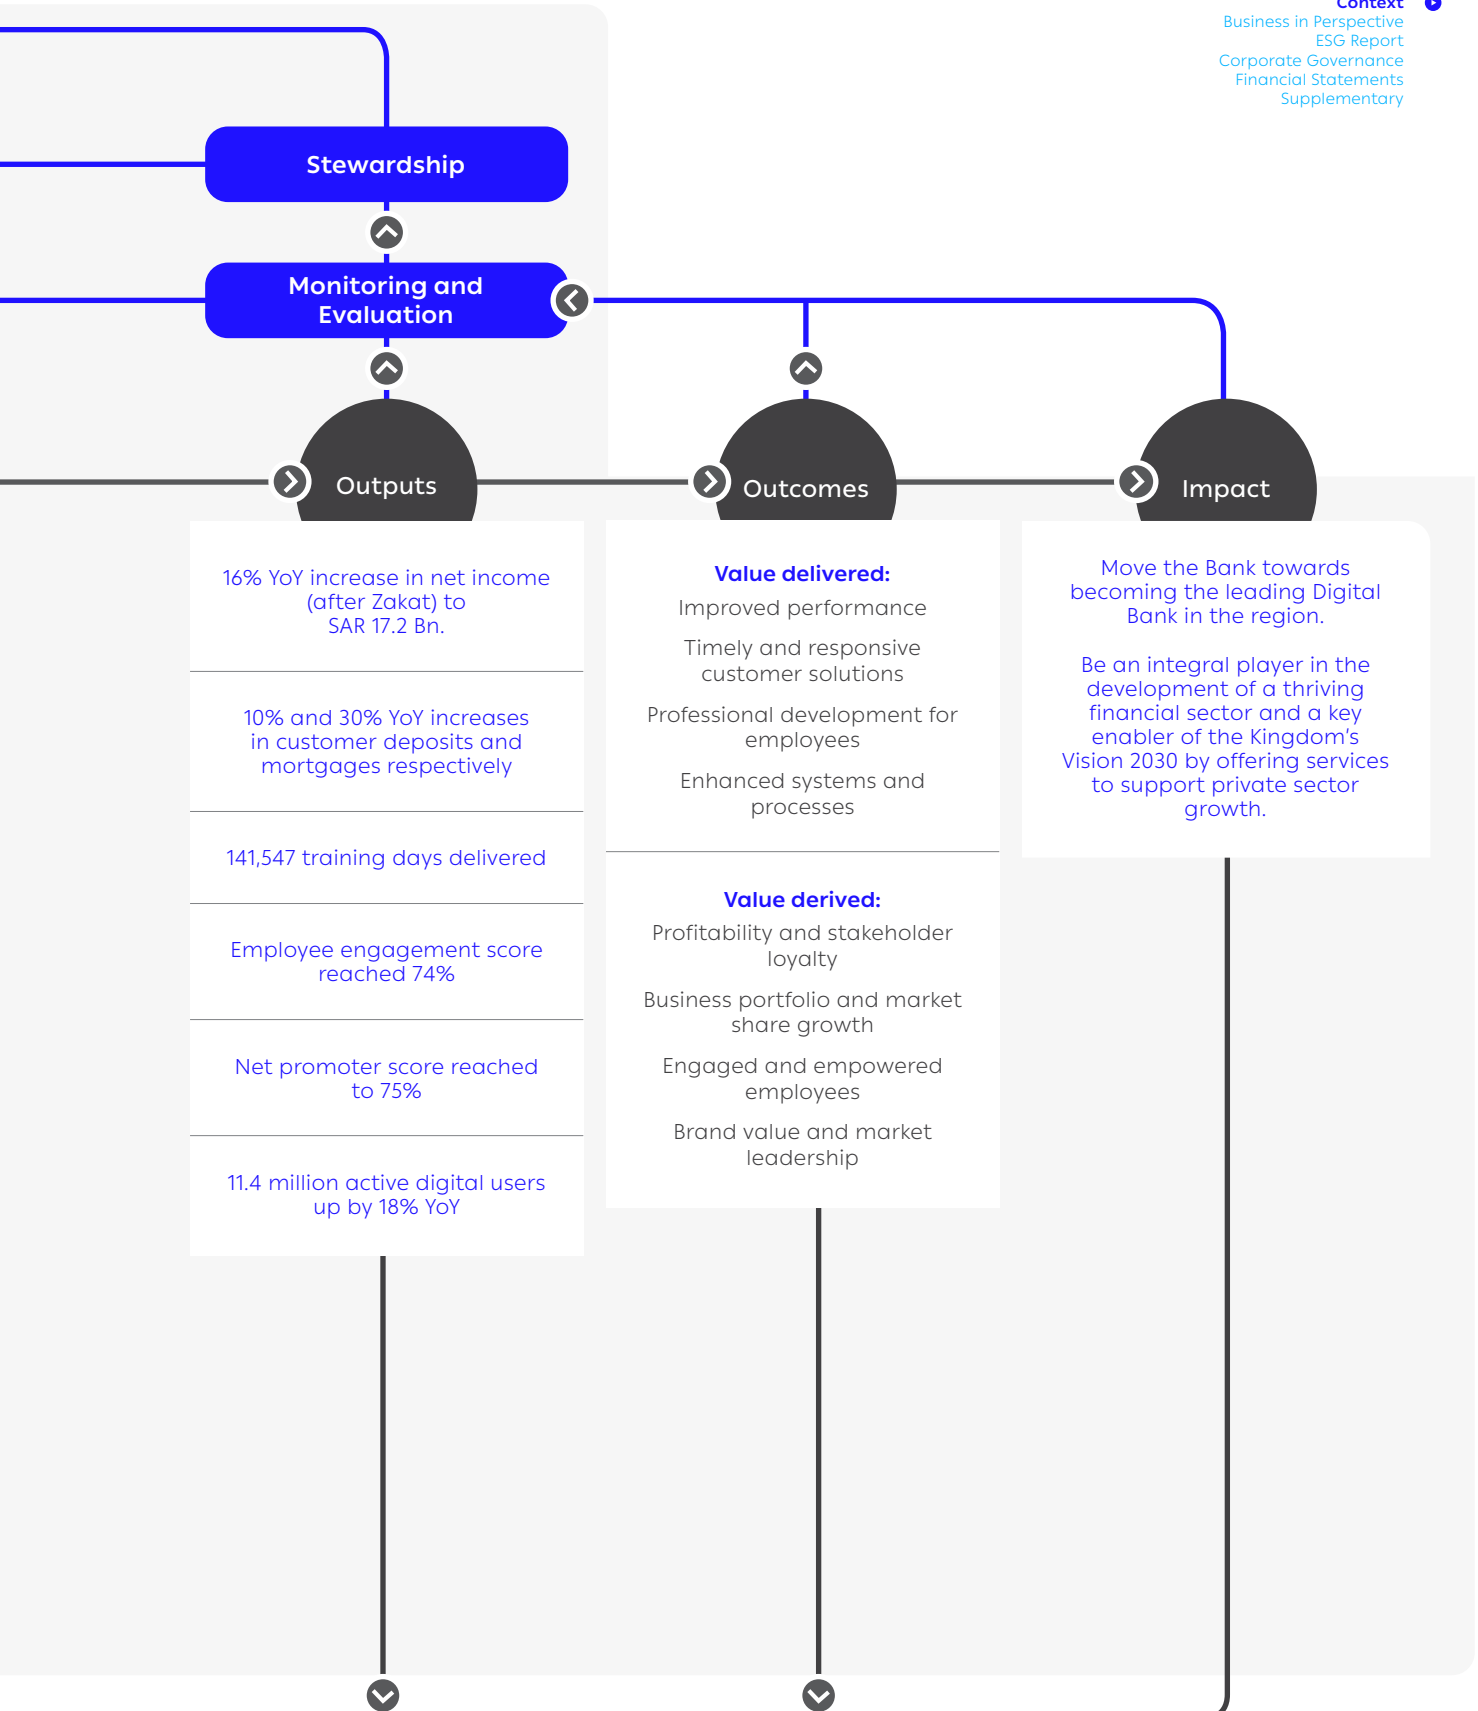 Context
Business in Perspective
ESG Report
Corporate Governance
Financial Statements
Supplementary
Stewardship
Monitoring and
Evaluation
Outputs
16% YoY increase in net income
(after Zakat) to
SAR 17.2 Bn.
10% and 30% YoY increases
in customer deposits and
mortgages respectively
141,547 training days delivered
Employee engagement score
reached 74%
Net promoter score reached
to 75%
11.4 million active digital users
up by 18% YoY
Outcomes
Value delivered:
Improved performance
Timely and responsive
customer solutions
Professional development for
employees
Enhanced systems and
processes
Value derived:
Profitability and stakeholder
loyalty
Business portfolio and market
share growth
Engaged and empowered
employees
Brand value and market
leadership
Impact
Move the Bank towards
becoming the leading Digital
Bank in the region.
Be an integral player in the
development of a thriving
financial sector and a key
enabler of the Kingdom's
Vision 2030 by offering services
to support private sector
growth.